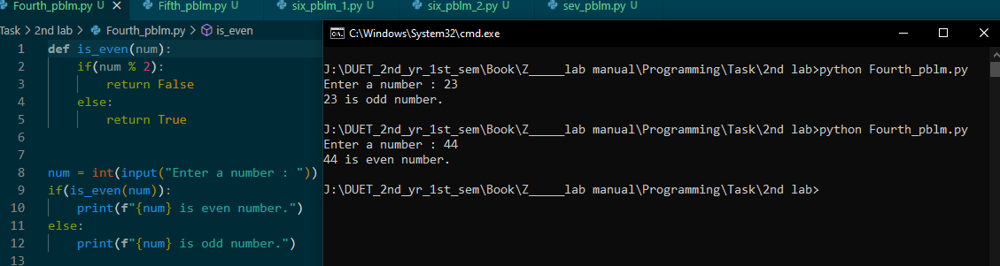 Fourth_pblm.py U Fifth_pblm.py U six_pblm_1.py U six_pblm_2.py U sev_pblm.py U
Task > 2nd lab > Fourth_pblm.py > is_even
1 def is_even(num):
2 if(num % 2):
3 return False
4 else:
5 return True
6
7
8 num = int(input("Enter a number : "))
9 if(is_even(num)):
10 print(f"{num} is even number.")
11 else:
12 print(f"{num} is odd number.")
13
C:\Windows\System32\cmd.exe
J:\DUET_2nd_yr_1st_sem\Book\Z_____lab manual\Programming\Task\2nd lab>python Fourth_pblm.py
Enter a number : 23
23 is odd number.
J:\DUET_2nd_yr_1st_sem\Book\Z_____lab manual\Programming\Task\2nd lab>python Fourth_pblm.py
Enter a number : 44
44 is even number.
J:\DUET_2nd_yr_1st_sem\Book\Z_____lab manual\Programming\Task\2nd lab>